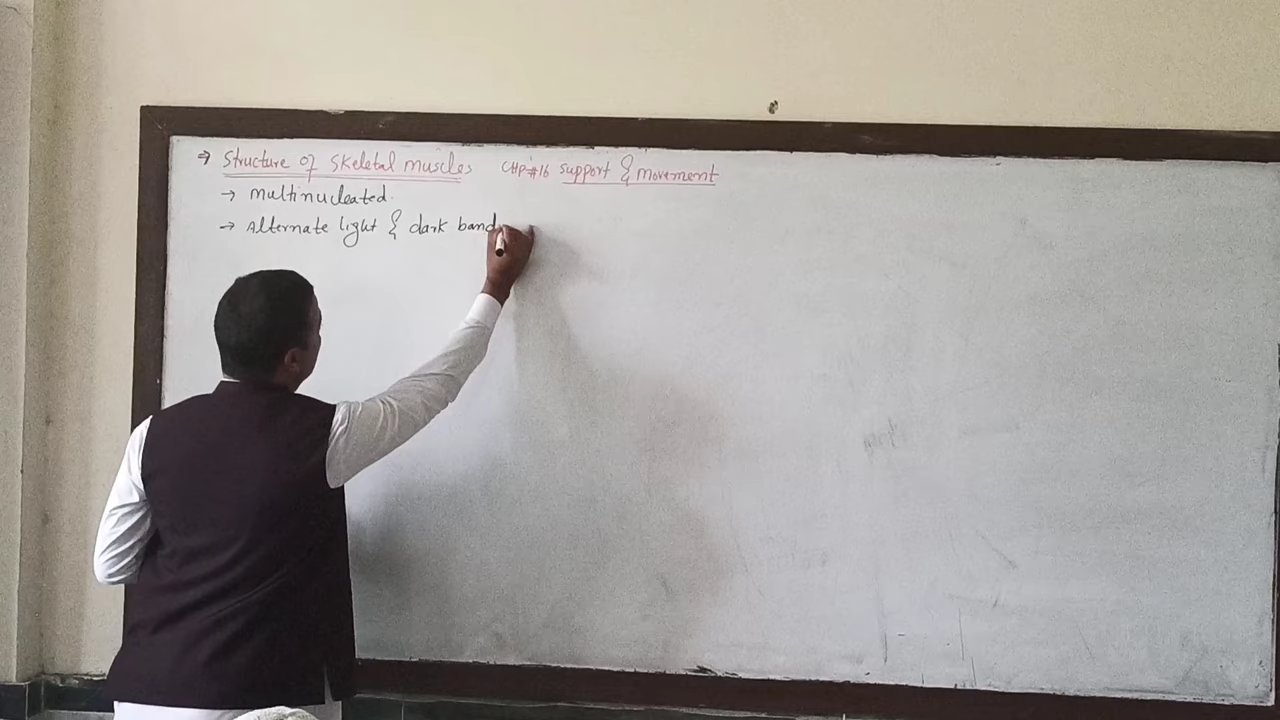 ⇒ Structure of Skeletal muscles CHP#16 Support & Movement
→ Multinucleated.
→ Alternate light & dark band